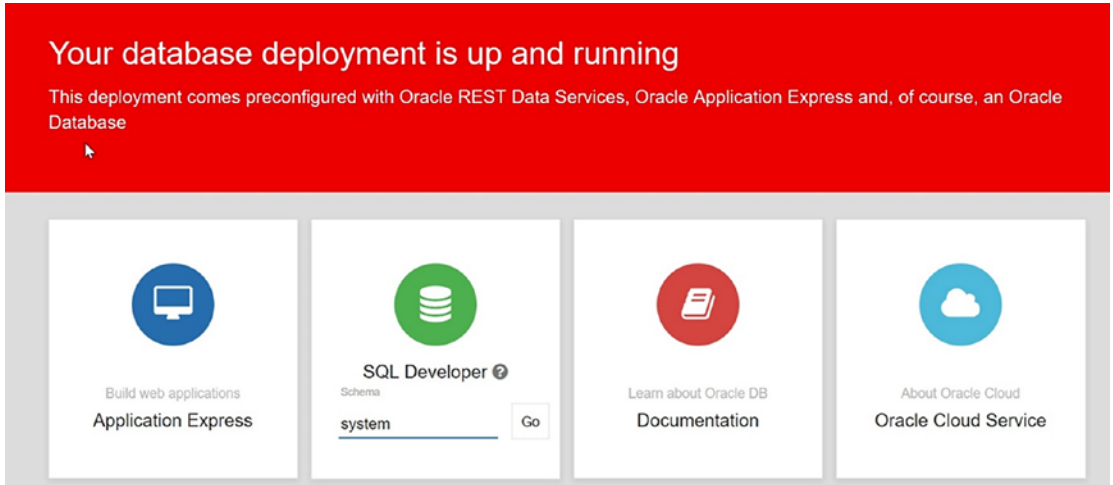 Your database deployment is up and running
This deployment comes preconfigured with Oracle REST Data Services, Oracle Application Express and, of course, an Oracle
Database
Build web applications
Application Express
SQL Developer ?
Schema
system
Go
Learn about Oracle DB
Documentation
About Oracle Cloud
Oracle Cloud Service